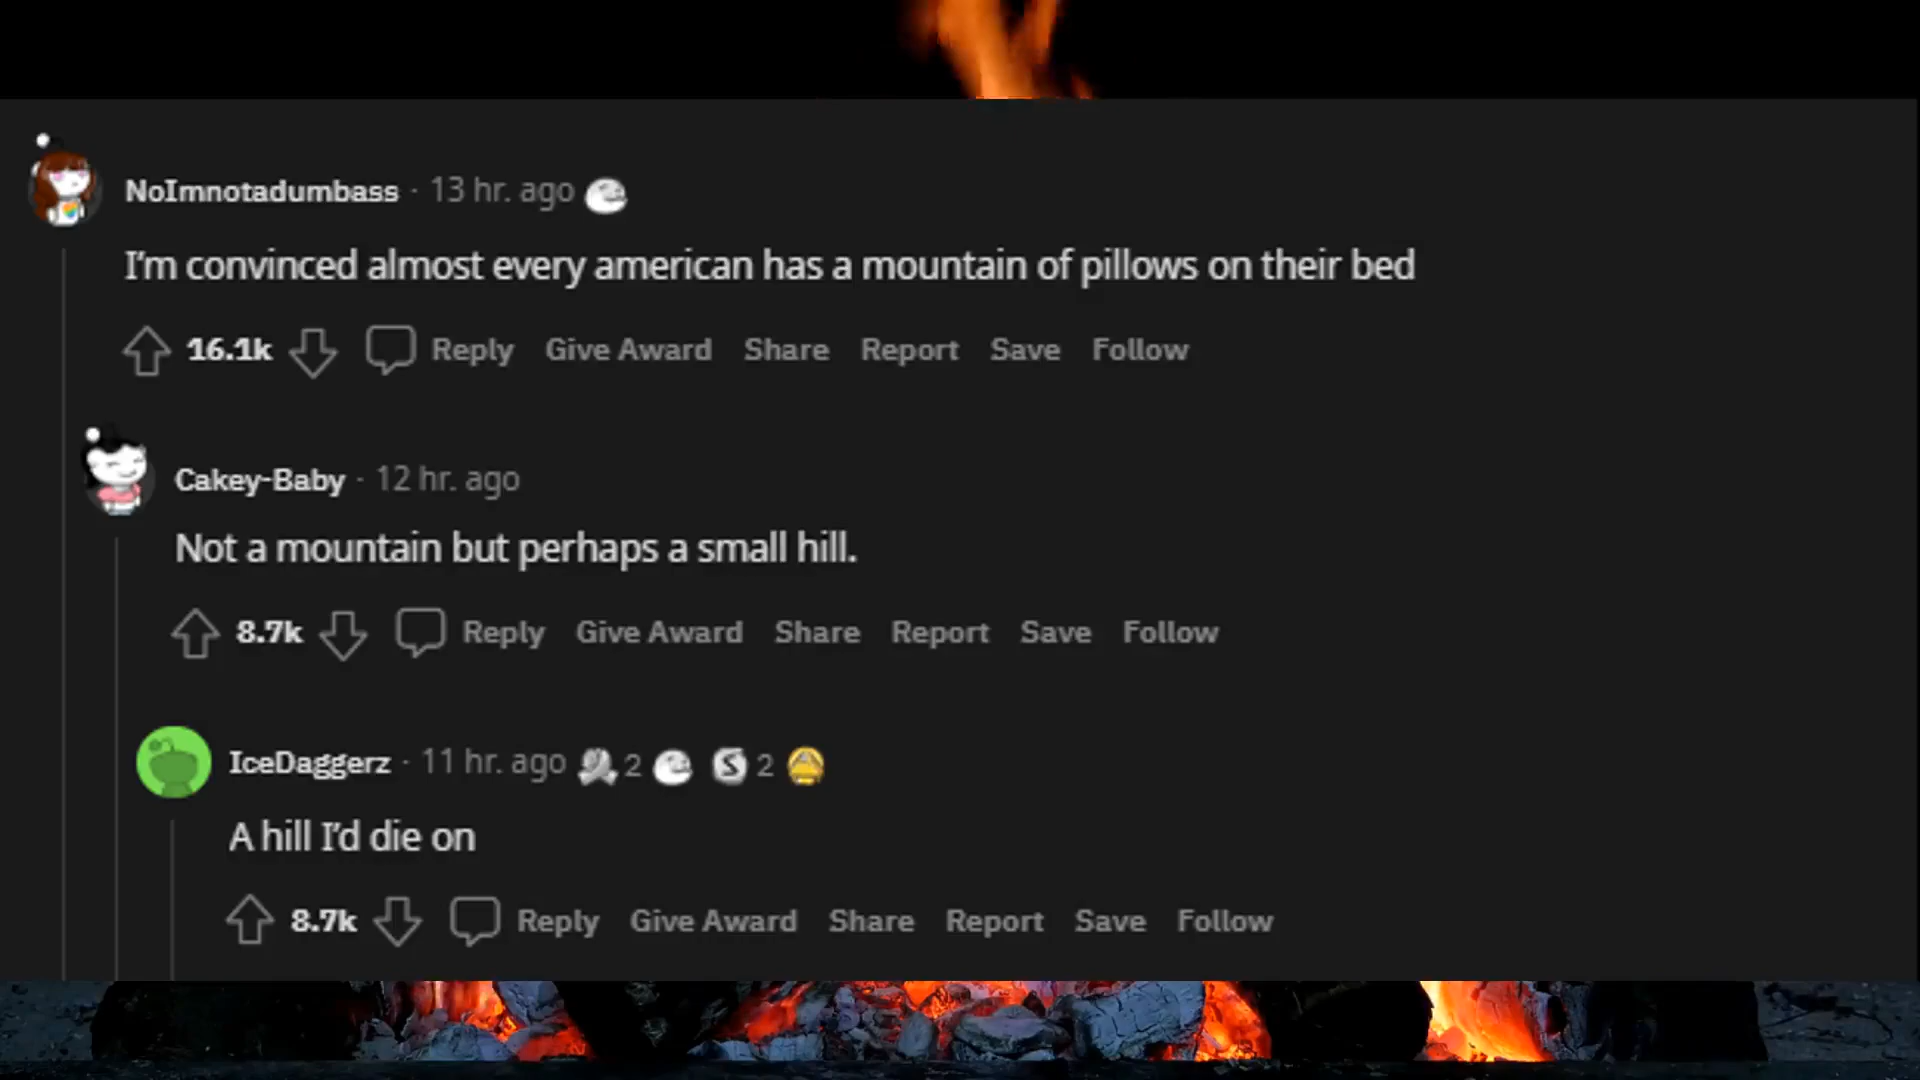 NoImnotadumbass · 13 hr. ago
I'm convinced almost every american has a mountain of pillows on their bed
16.1k Reply Give Award Share Report Save Follow
Cakey-Baby · 12 hr. ago
Not a mountain but perhaps a small hill.
8.7k Reply Give Award Share Report Save Follow
IceDaggerz · 11 hr. ago 2 S 2
A hill I'd die on
8.7k Reply Give Award Share Report Save Follow